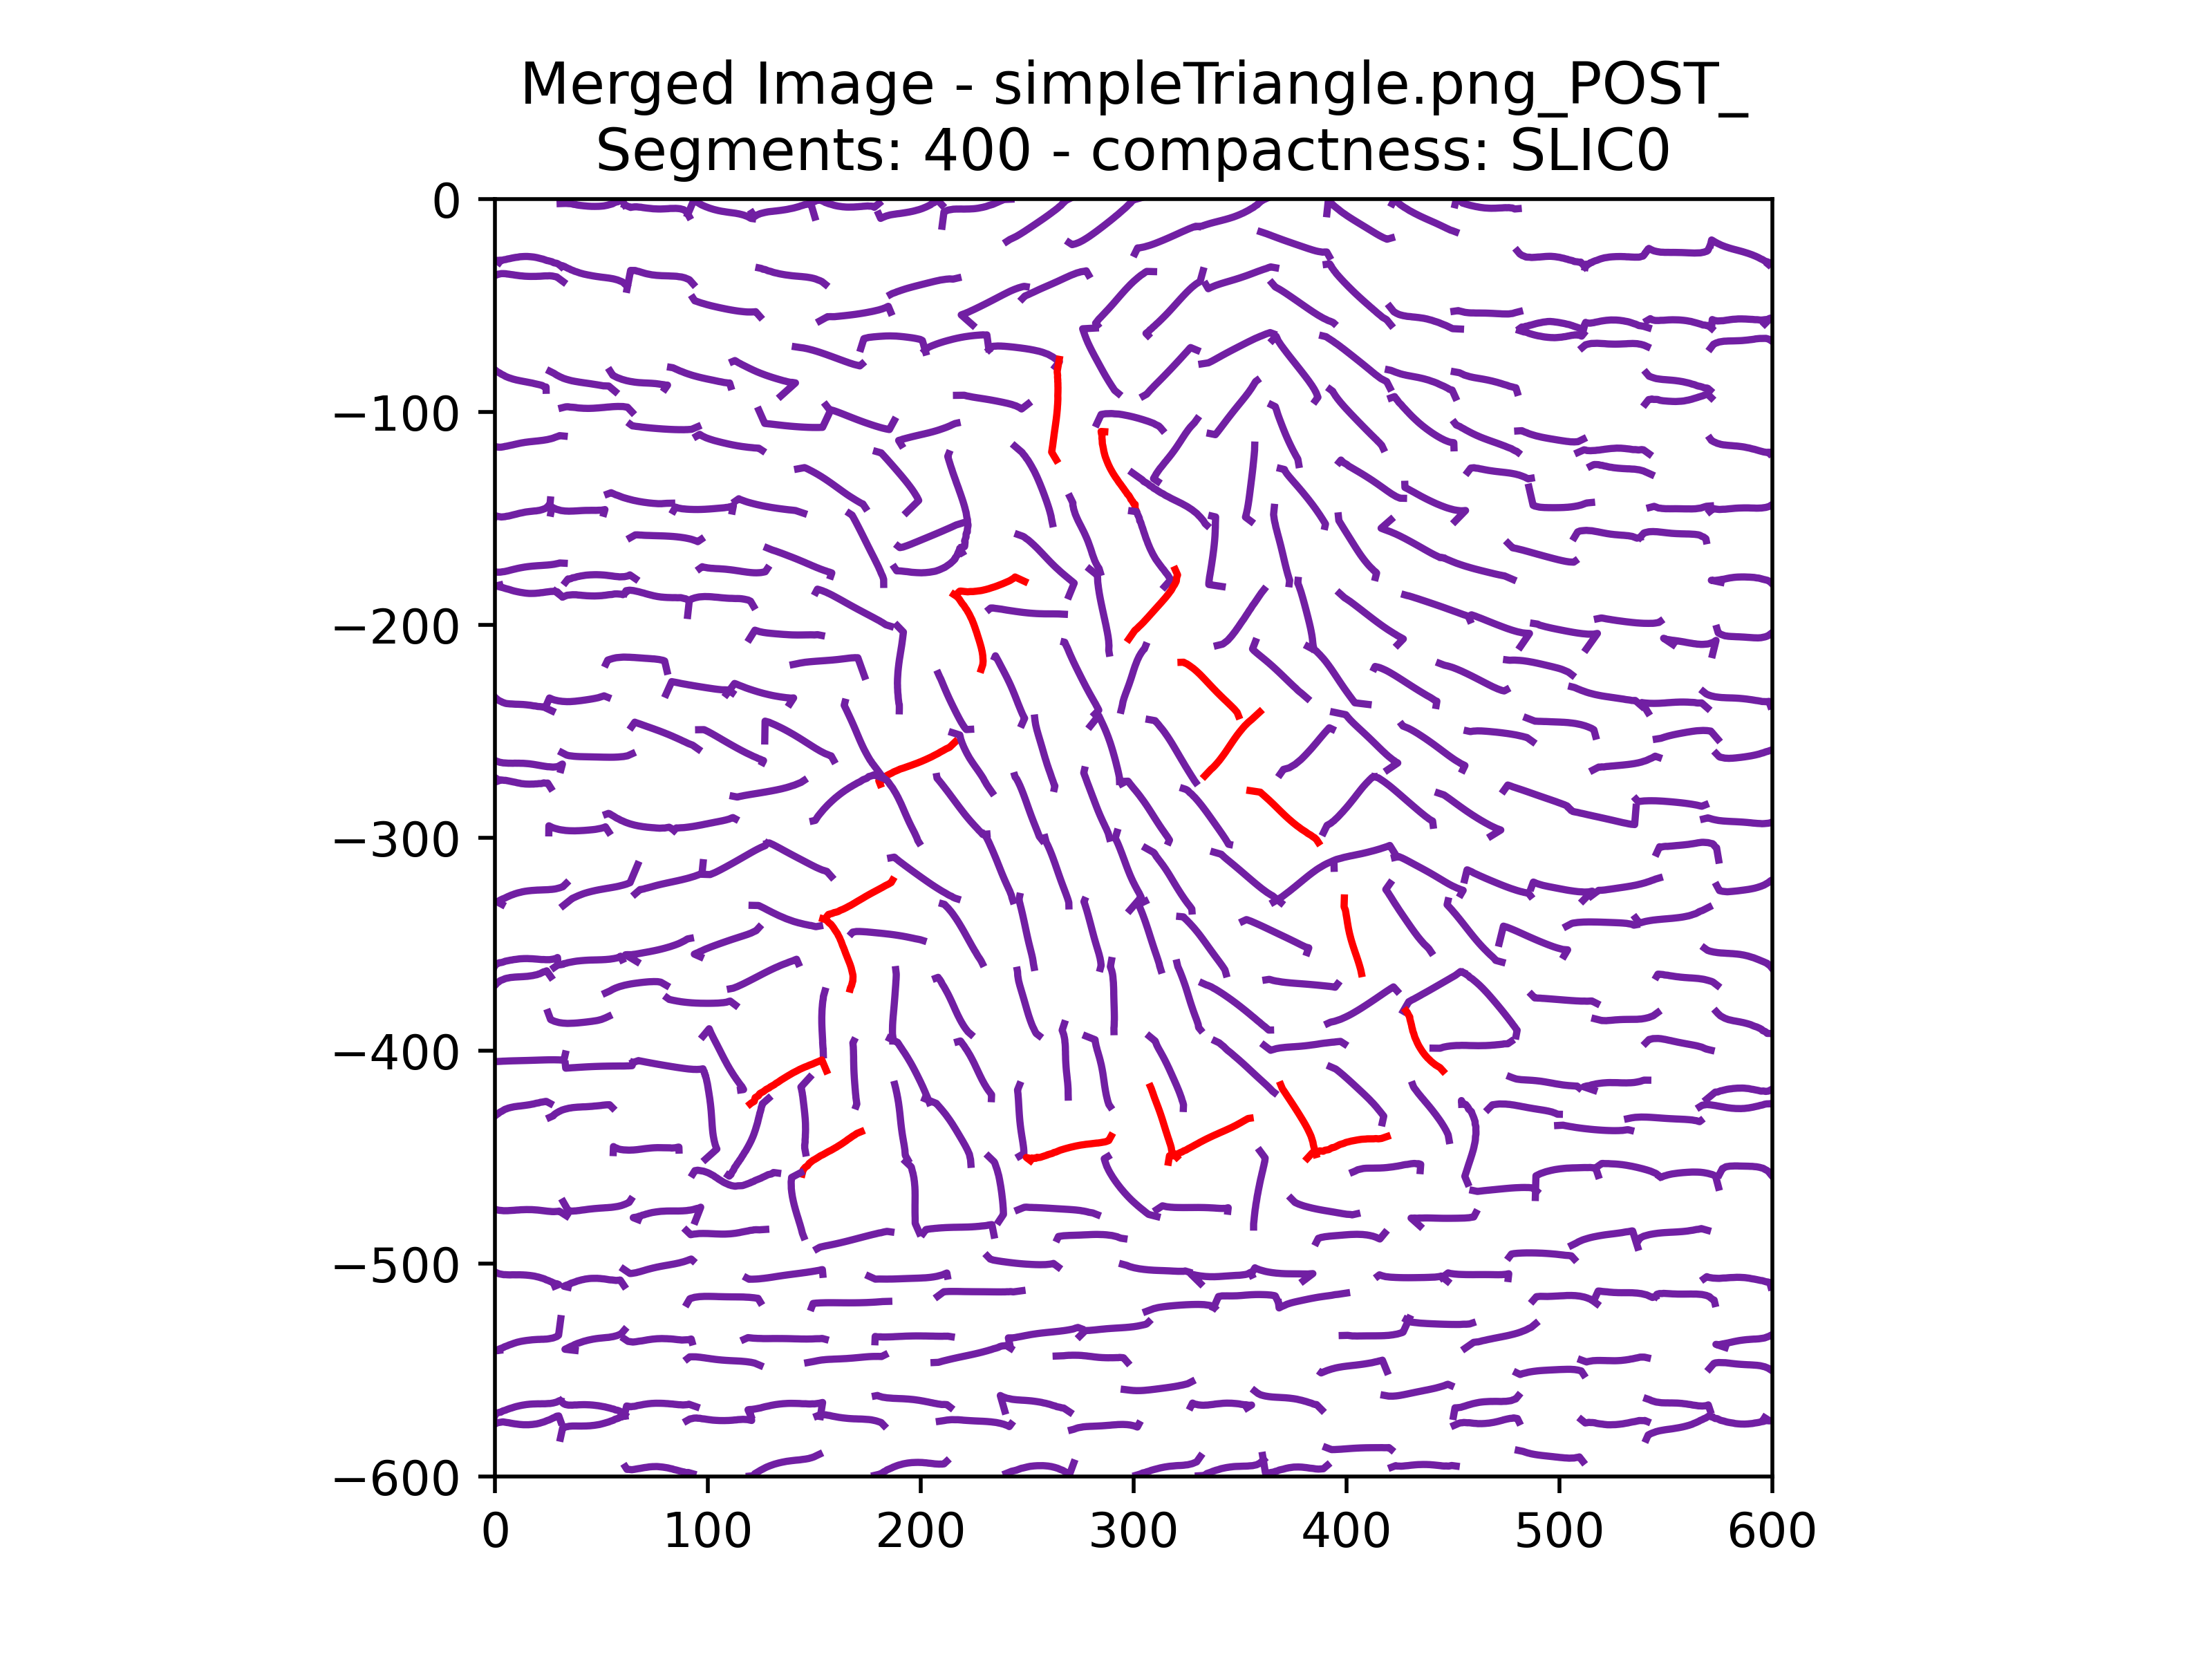 Merged Image - simpleTriangle.png_POST_
Segments: 400 - compactness: SLIC0
0
−100
−200
−300
−400
−500
−600
0 100 200 300 400 500 600